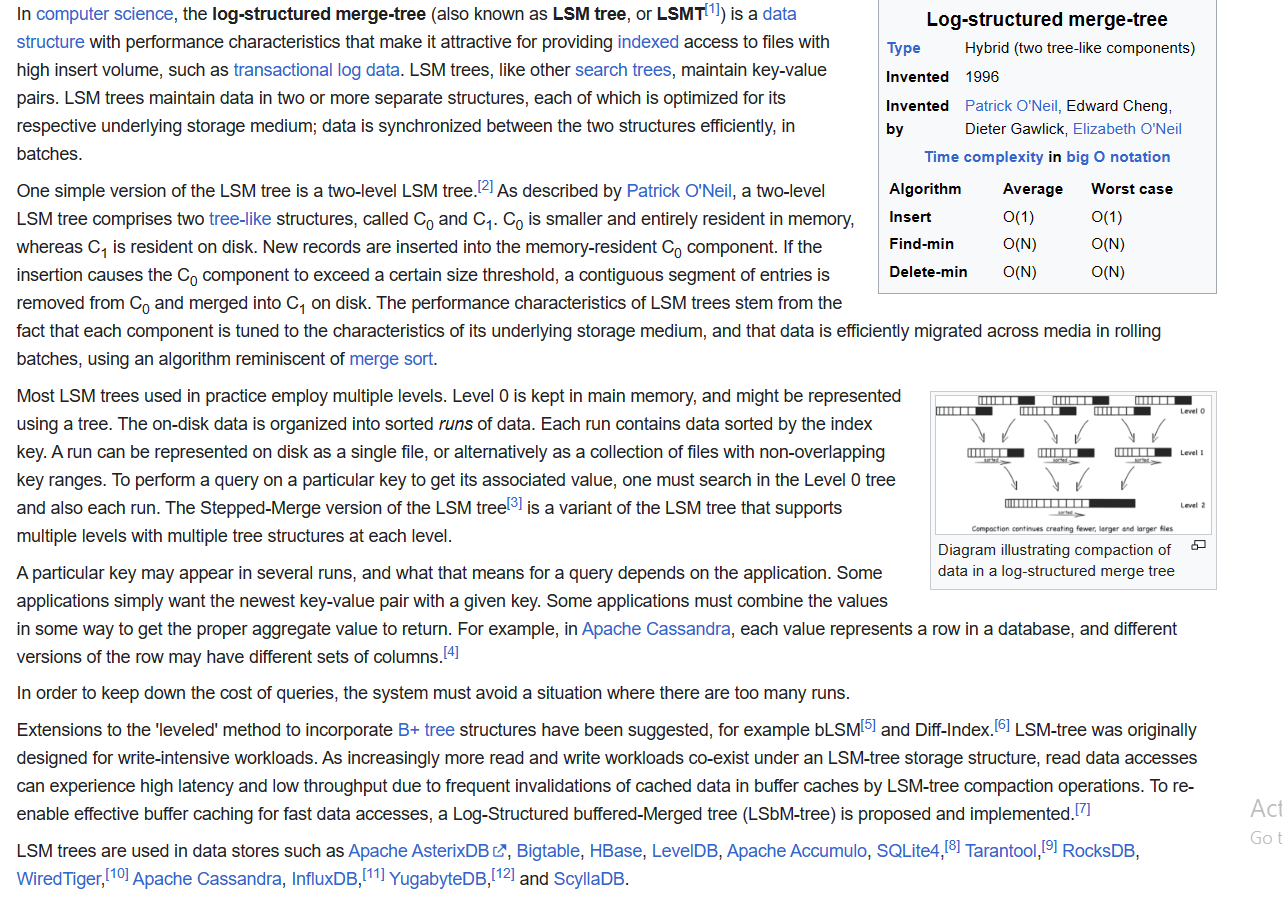 In computer science, the log-structured merge-tree (also known as LSM tree, or LSMT[1]) is a data
structure with performance characteristics that make it attractive for providing indexed access to files with
high insert volume, such as transactional log data. LSM trees, like other search trees, maintain key-value
pairs. LSM trees maintain data in two or more separate structures, each of which is optimized for its
respective underlying storage medium; data is synchronized between the two structures efficiently, in
batches.
Log-structured merge-tree
Type Hybrid (two tree-like components)
Invented 1996
Invented Patrick O'Neil, Edward Cheng,
by Dieter Gawlick, Elizabeth O'Neil
Time complexity in big O notation
Algorithm Average Worst case
Insert O(1) O(1)
Find-min O(N) O(N)
Delete-min O(N) O(N)
One simple version of the LSM tree is a two-level LSM tree.[2] As described by Patrick O'Neil, a two-level
LSM tree comprises two tree-like structures, called C0 and C1. C0 is smaller and entirely resident in memory,
whereas C1 is resident on disk. New records are inserted into the memory-resident C0 component. If the
insertion causes the C0 component to exceed a certain size threshold, a contiguous segment of entries is
removed from C0 and merged into C1 on disk. The performance characteristics of LSM trees stem from the
fact that each component is tuned to the characteristics of its underlying storage medium, and that data is efficiently migrated across media in rolling
batches, using an algorithm reminiscent of merge sort.
Most LSM trees used in practice employ multiple levels. Level 0 is kept in main memory, and might be represented
using a tree. The on-disk data is organized into sorted runs of data. Each run contains data sorted by the index
key. A run can be represented on disk as a single file, or alternatively as a collection of files with non-overlapping
key ranges. To perform a query on a particular key to get its associated value, one must search in the Level 0 tree
and also each run. The Stepped-Merge version of the LSM tree[3] is a variant of the LSM tree that supports
multiple levels with multiple tree structures at each level.
Level 0
Level 1
sorted sorted sorted
Level 2
sorted
Compaction continues creating fewer, larger and larger files
Diagram illustrating compaction of
data in a log-structured merge tree
A particular key may appear in several runs, and what that means for a query depends on the application. Some
applications simply want the newest key-value pair with a given key. Some applications must combine the values
in some way to get the proper aggregate value to return. For example, in Apache Cassandra, each value represents a row in a database, and different
versions of the row may have different sets of columns.[4]
In order to keep down the cost of queries, the system must avoid a situation where there are too many runs.
Extensions to the 'leveled' method to incorporate B+ tree structures have been suggested, for example bLSM[5] and Diff-Index.[6] LSM-tree was originally
designed for write-intensive workloads. As increasingly more read and write workloads co-exist under an LSM-tree storage structure, read data accesses
can experience high latency and low throughput due to frequent invalidations of cached data in buffer caches by LSM-tree compaction operations. To re-
enable effective buffer caching for fast data accesses, a Log-Structured buffered-Merged tree (LSbM-tree) is proposed and implemented.[7]
LSM trees are used in data stores such as Apache AsterixDB, Bigtable, HBase, LevelDB, Apache Accumulo, SQLite4,[8] Tarantool,[9] RocksDB,
WiredTiger,[10] Apache Cassandra, InfluxDB,[11] YugabyteDB,[12] and ScyllaDB.
Act
Go t